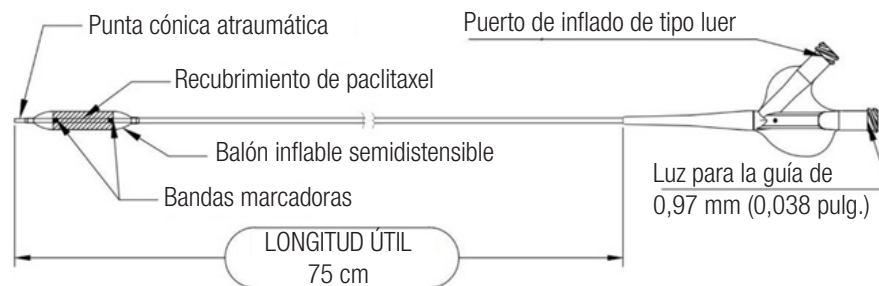 Punta cónica atraumática
Puerto de inflado de tipo luer
Recubrimiento de paclitaxel
Balón inflable semidistensible
Bandas marcadoras
Luz para la guía de
0,97 mm (0,038 pulg.)
LONGITUD ÚTIL
75 cm